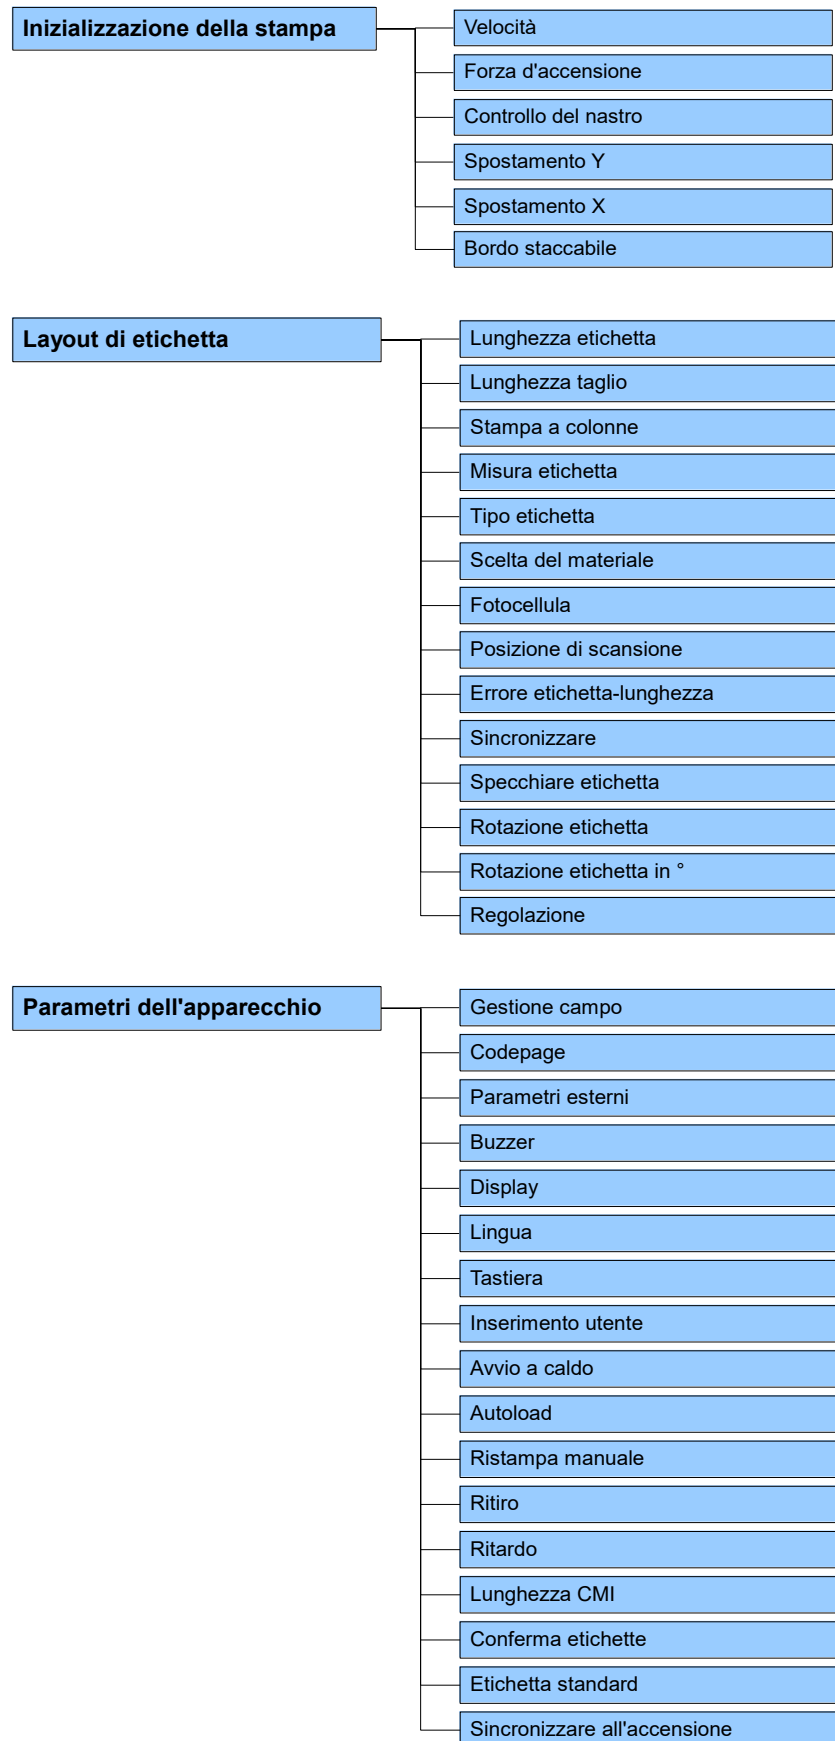 Inizializzazione della stampa
Velocità
Forza d'accensione
Controllo del nastro
Spostamento Y
Spostamento X
Bordo staccabile
Layout di etichetta
Lunghezza etichetta
Lunghezza taglio
Stampa a colonne
Misura etichetta
Tipo etichetta
Scelta del materiale
Fotocellula
Posizione di scansione
Errore etichetta-lunghezza
Sincronizzare
Specchiare etichetta
Rotazione etichetta
Rotazione etichetta in °
Regolazione
Parametri dell'apparecchio
Gestione campo
Codepage
Parametri esterni
Buzzer
Display
Lingua
Tastiera
Inserimento utente
Avvio a caldo
Autoload
Ristampa manuale
Ritiro
Ritardo
Lunghezza CMI
Conferma etichette
Etichetta standard
Sincronizzare all'accensione